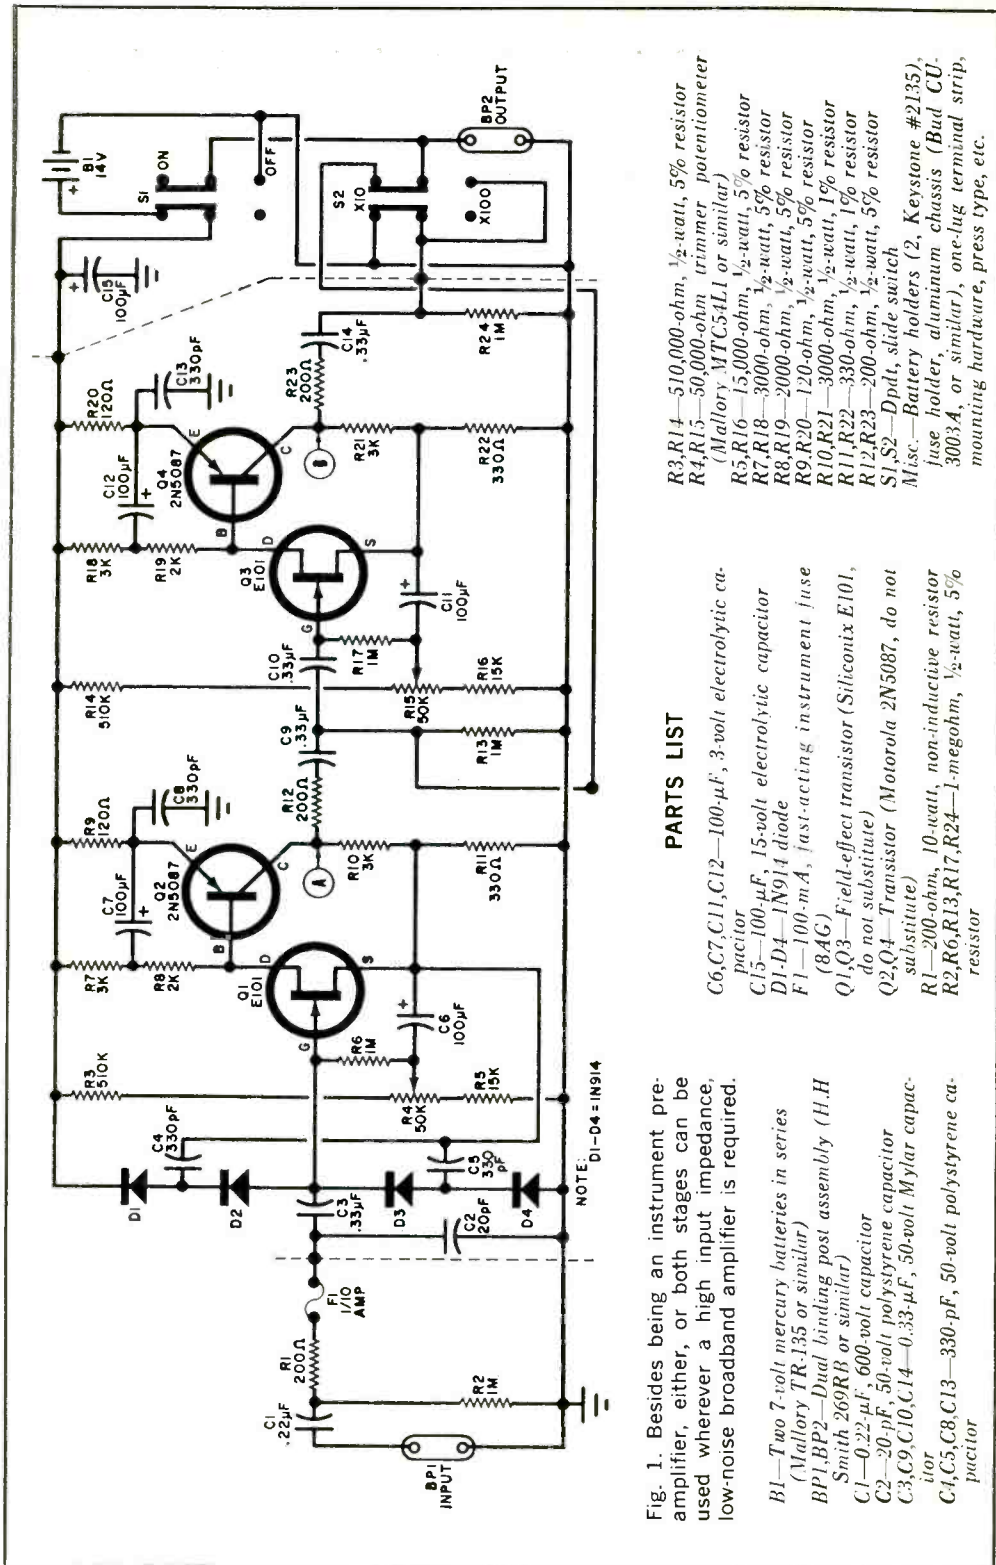 B1
14V
+
S1
ON
OFF
+
C15
100µF
S2
X10
X100
BP2
OUTPUT
R20
120Ω
C13
330pF
C12
100µF
+
Q4
2N5087
E
B
C
R18
3K
R19
2K
Q3
E101
D
G
S
R23
200Ω
C14
.33µF
B
R21
3K
R22
330Ω
R24
1M
C10
.33µF
R17
1M
+
C11
100µF
R14
510K
R15
50K
R16
15K
C9
.33µF
R13
1M
R12
200Ω
R9
120Ω
C8
330pF
C7
100µF
+
Q2
2N5087
E
B
C
A
R10
3K
R11
330Ω
R7
3K
R8
2K
Q1
E101
D
G
S
R6
1M
+
C6
100µF
R3
510K
R4
50K
R5
15K
C4
330pF
C5
330
pF
D1
D2
D3
D4
C3
.33µF
C2
20pF
NOTE:
D1-D4=1N914
F1
1/10
AMP
R1
200Ω
R2
1M
C1
.22µF
BP1
INPUT
Fig. 1. Besides being an instrument pre-
amplifier, either, or both stages can be
used wherever a high input impedance,
low-noise broadband amplifier is required.
PARTS LIST
B1—Two 7-volt mercury batteries in series
(Mallory TR-135 or similar)
BP1,BP2—Dual binding post assembly (H.H
Smith 269RB or similar)
C1—0.22-µF, 600-volt capacitor
C2—20-pF, 50-volt polystyrene capacitor
C3,C9,C10,C14—0.33-µF, 50-volt Mylar capac-
itor
C4,C5,C8,C13—330-pF, 50-volt polystyrene ca-
pacitor
C6,C7,C11,C12—100-µF, 3-volt electrolytic ca-
pacitor
C15—100-µF, 15-volt electrolytic capacitor
D1-D4—1N914 diode
F1—100-mA, fast-acting instrument fuse
(8AG)
Q1,Q3—Field-effect transistor (Siliconix E101,
do not substitute)
Q2,Q4—Transistor (Motorola 2N5087, do not
substitute)
R1—200-ohm, 10-watt, non-inductive resistor
R2,R6,R13,R17,R24—1-megohm, ½-watt, 5%
resistor
R3,R14—510,000-ohm, ½-watt, 5% resistor
R4,R15—50,000-ohm trimmer potentiometer
(Mallory MTC54L1 or similar)
R5,R16—15,000-ohm, ½-watt, 5% resistor
R7,R18—3000-ohm, ½-watt, 5% resistor
R8,R19—2000-ohm, ½-watt, 5% resistor
R9,R20—120-ohm, ½-watt, 5% resistor
R10,R21—3000-ohm, ½-watt, 1% resistor
R11,R22—330-ohm, ½-watt, 1% resistor
R12,R23—200-ohm, ½-watt, 5% resistor
S1,S2—Dpdt, slide switch
Misc.—Battery holders (2, Keystone #2135),
fuse holder, aluminum chassis (Bud CU-
3003A, or similar), one-lug terminal strip,
mounting hardware, press type, etc.